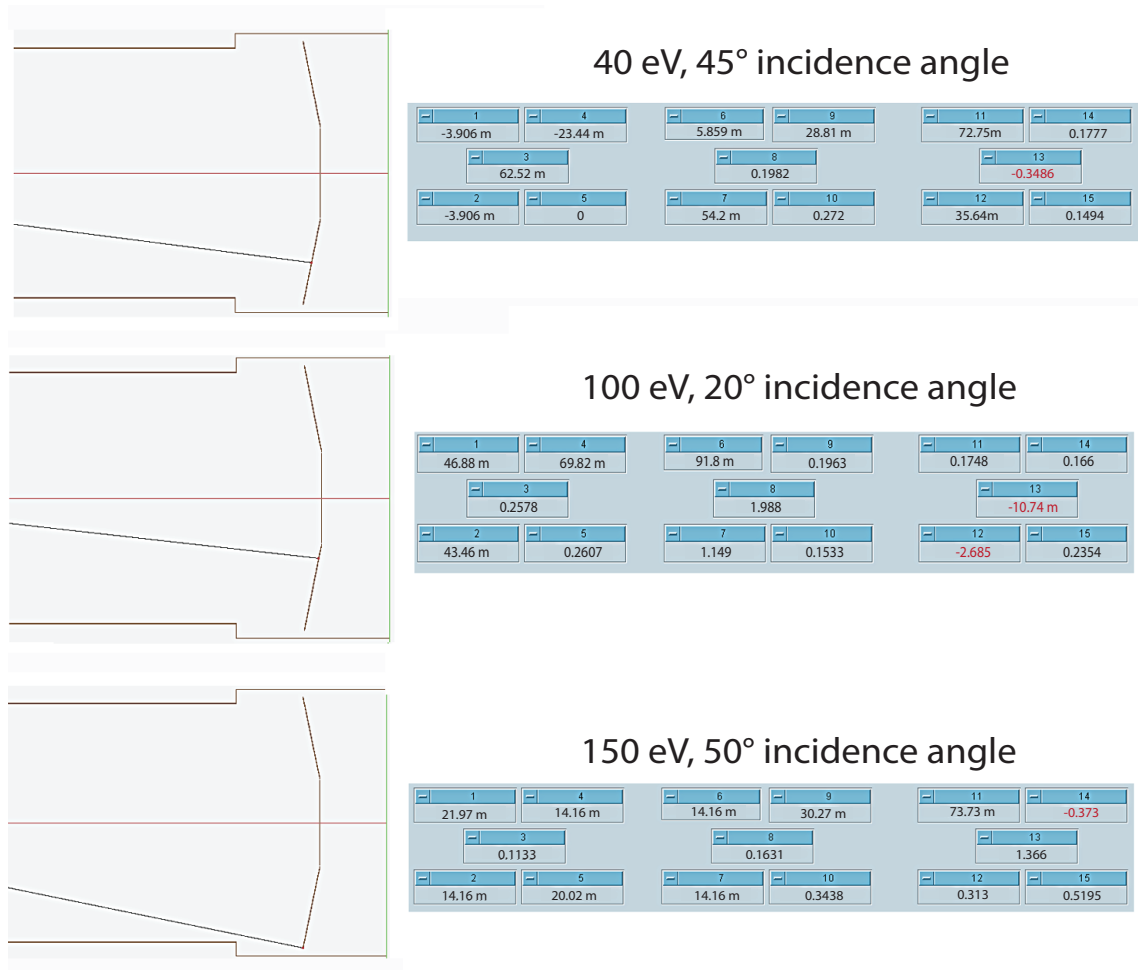 40 eV, 45° incidence angle
1 4 6 9 11 14
-3.906 m -23.44 m 5.859 m 28.81 m 72.75m 0.1777
3 8 13
62.52 m 0.1982 -0.3486
2 5 7 10 12 15
-3.906 m 0 54.2 m 0.272 35.64m 0.1494
100 eV, 20° incidence angle
1 4 6 9 11 14
46.88 m 69.82 m 91.8 m 0.1963 0.1748 0.166
3 8 13
0.2578 1.988 -10.74 m
2 5 7 10 12 15
43.46 m 0.2607 1.149 0.1533 -2.685 0.2354
150 eV, 50° incidence angle
1 4 6 9 11 14
21.97 m 14.16 m 14.16 m 30.27 m 73.73 m -0.373
3 8 13
0.1133 0.1631 1.366
2 5 7 10 12 15
14.16 m 20.02 m 14.16 m 0.3438 0.313 0.5195